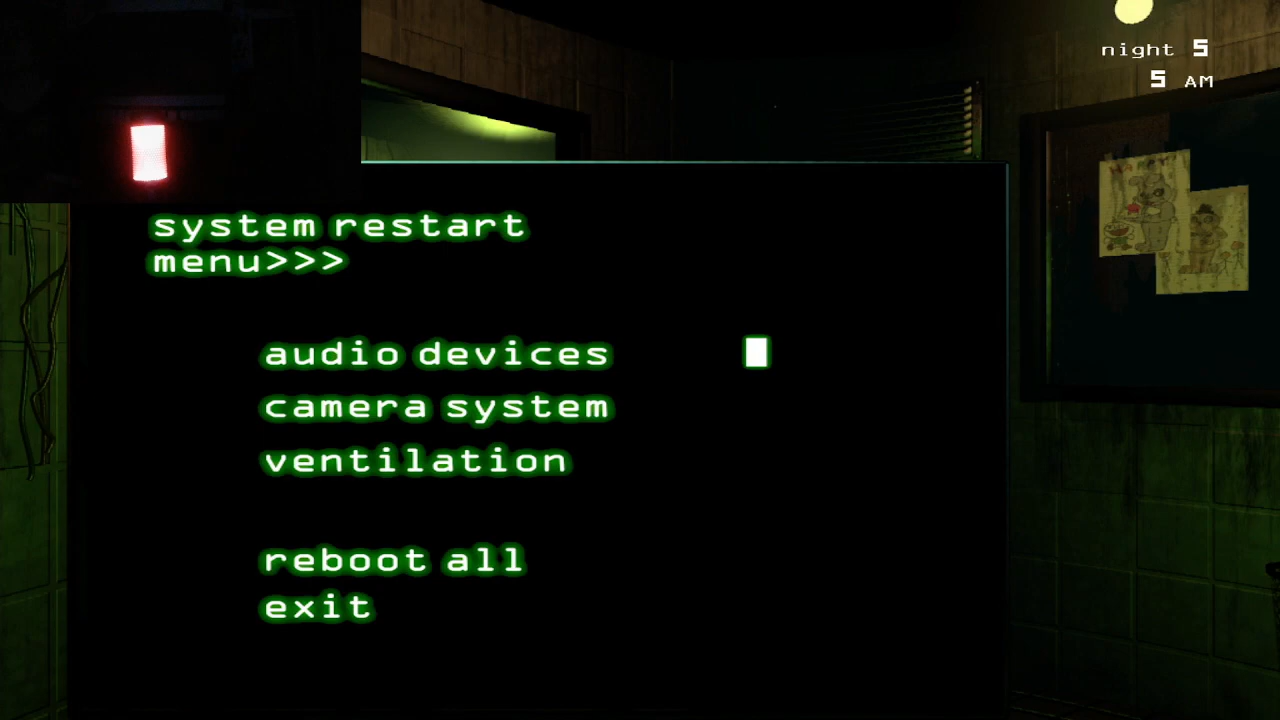 night 5
5 AM
system restart
menu>>>
audio devices
camera system
ventilation
reboot all
exit